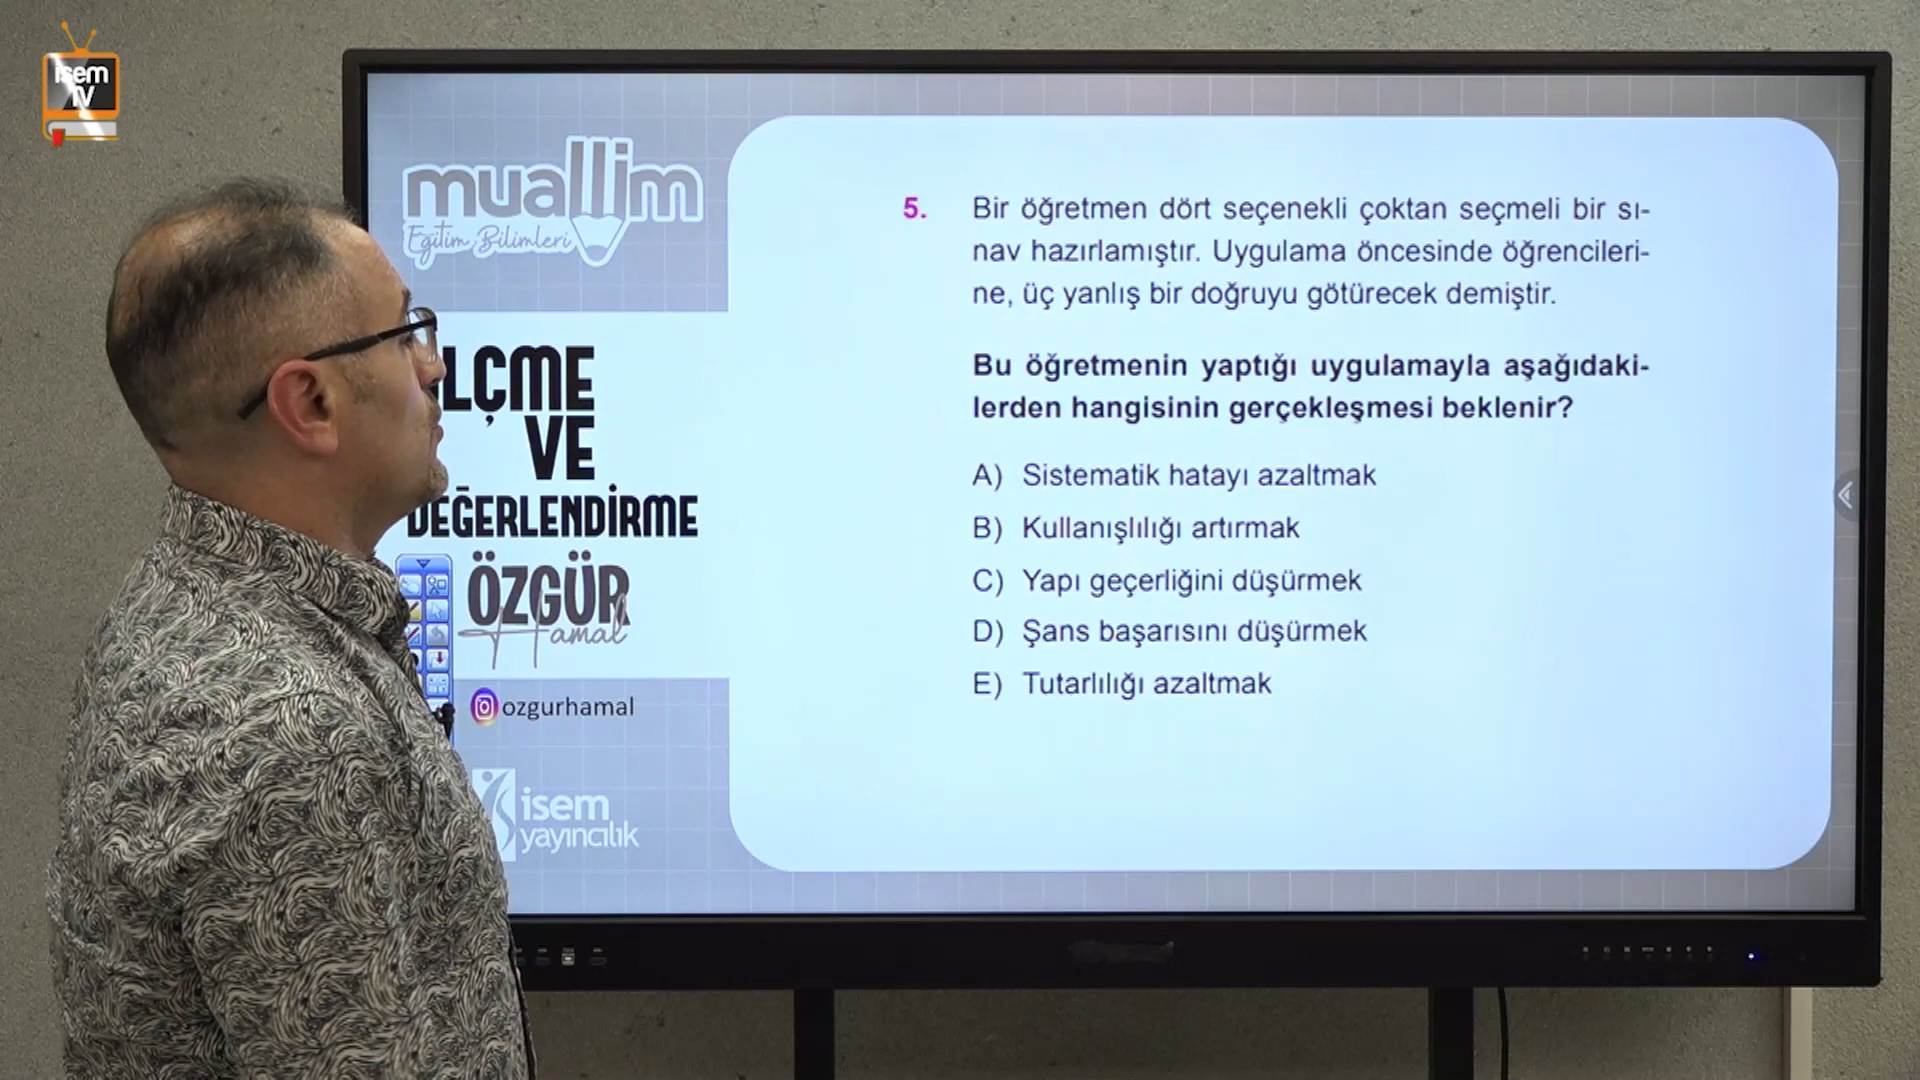 isem
TV
muallim
Eğitim Bilimleri
LÇME
VE
DEĞERLENDİRME
ÖZGÜR
Hamal
ozgurhamal
isem
yayıncılık
5. Bir öğretmen dört seçenekli çoktan seçmeli bir sı-
nav hazırlamıştır. Uygulama öncesinde öğrencileri-
ne, üç yanlış bir doğruyu götürecek demiştir.
Bu öğretmenin yaptığı uygulamayla aşağıdaki-
lerden hangisinin gerçekleşmesi beklenir?
A) Sistematik hatayı azaltmak
B) Kullanışlılığı artırmak
C) Yapı geçerliğini düşürmek
D) Şans başarısını düşürmek
E) Tutarlılığı azaltmak